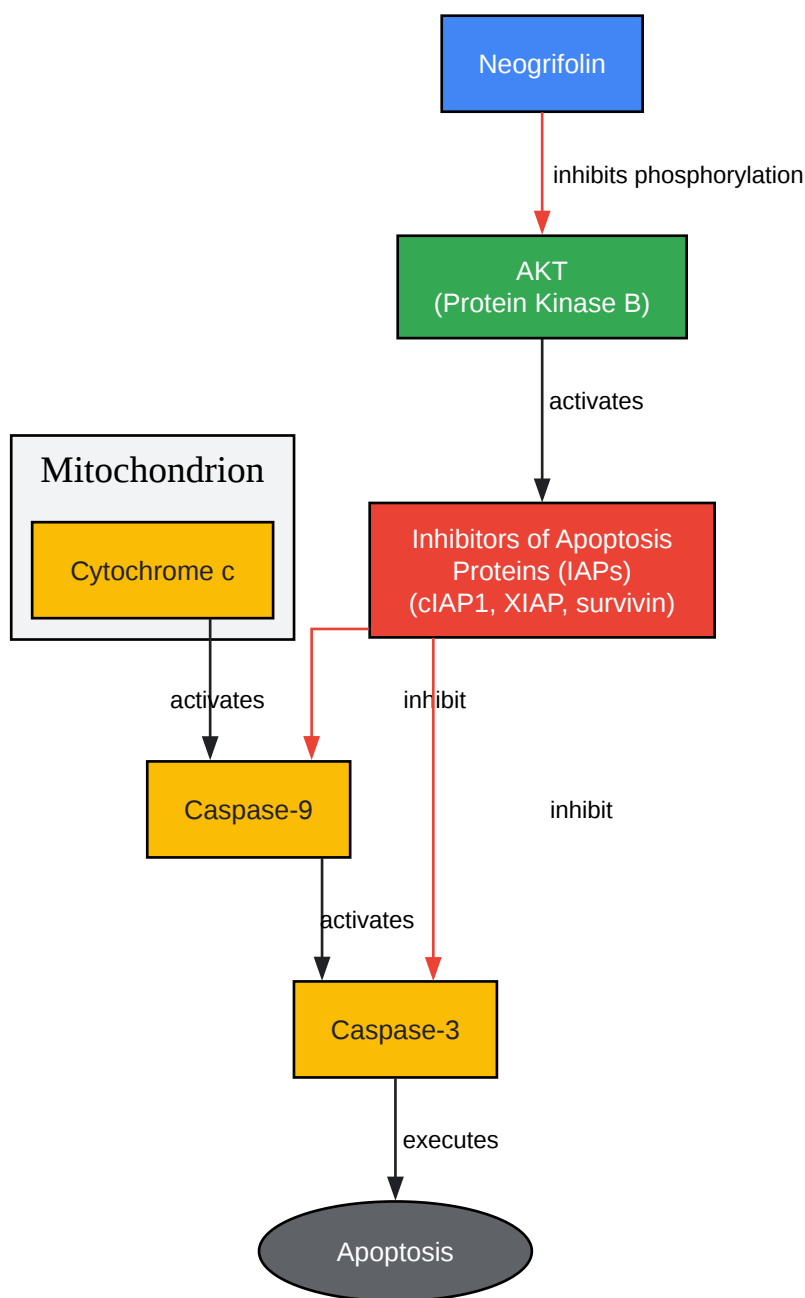 Neogrifolin
inhibits phosphorylation
AKT
(Protein Kinase B)
activates
Mitochondrion
Cytochrome c
Inhibitors of Apoptosis
Proteins (IAPs)
(cIAP1, XIAP, survivin)
activates
inhibit
Caspase-9
inhibit
activates
Caspase-3
executes
Apoptosis